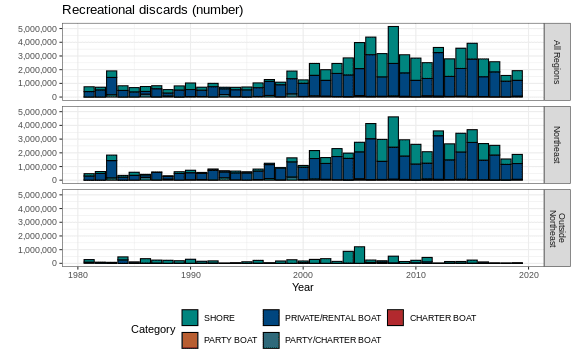 Recreational discards (number)
5,000,000
4,000,000
3,000,000
2,000,000
1,000,000
0
All Regions
5,000,000
4,000,000
3,000,000
2,000,000
1,000,000
0
Northeast
5,000,000
4,000,000
3,000,000
2,000,000
1,000,000
0
Outside
Northeast
1980 1990 2000 2010 2020
Year
Category
SHORE PRIVATE/RENTAL BOAT CHARTER BOAT
PARTY BOAT PARTY/CHARTER BOAT